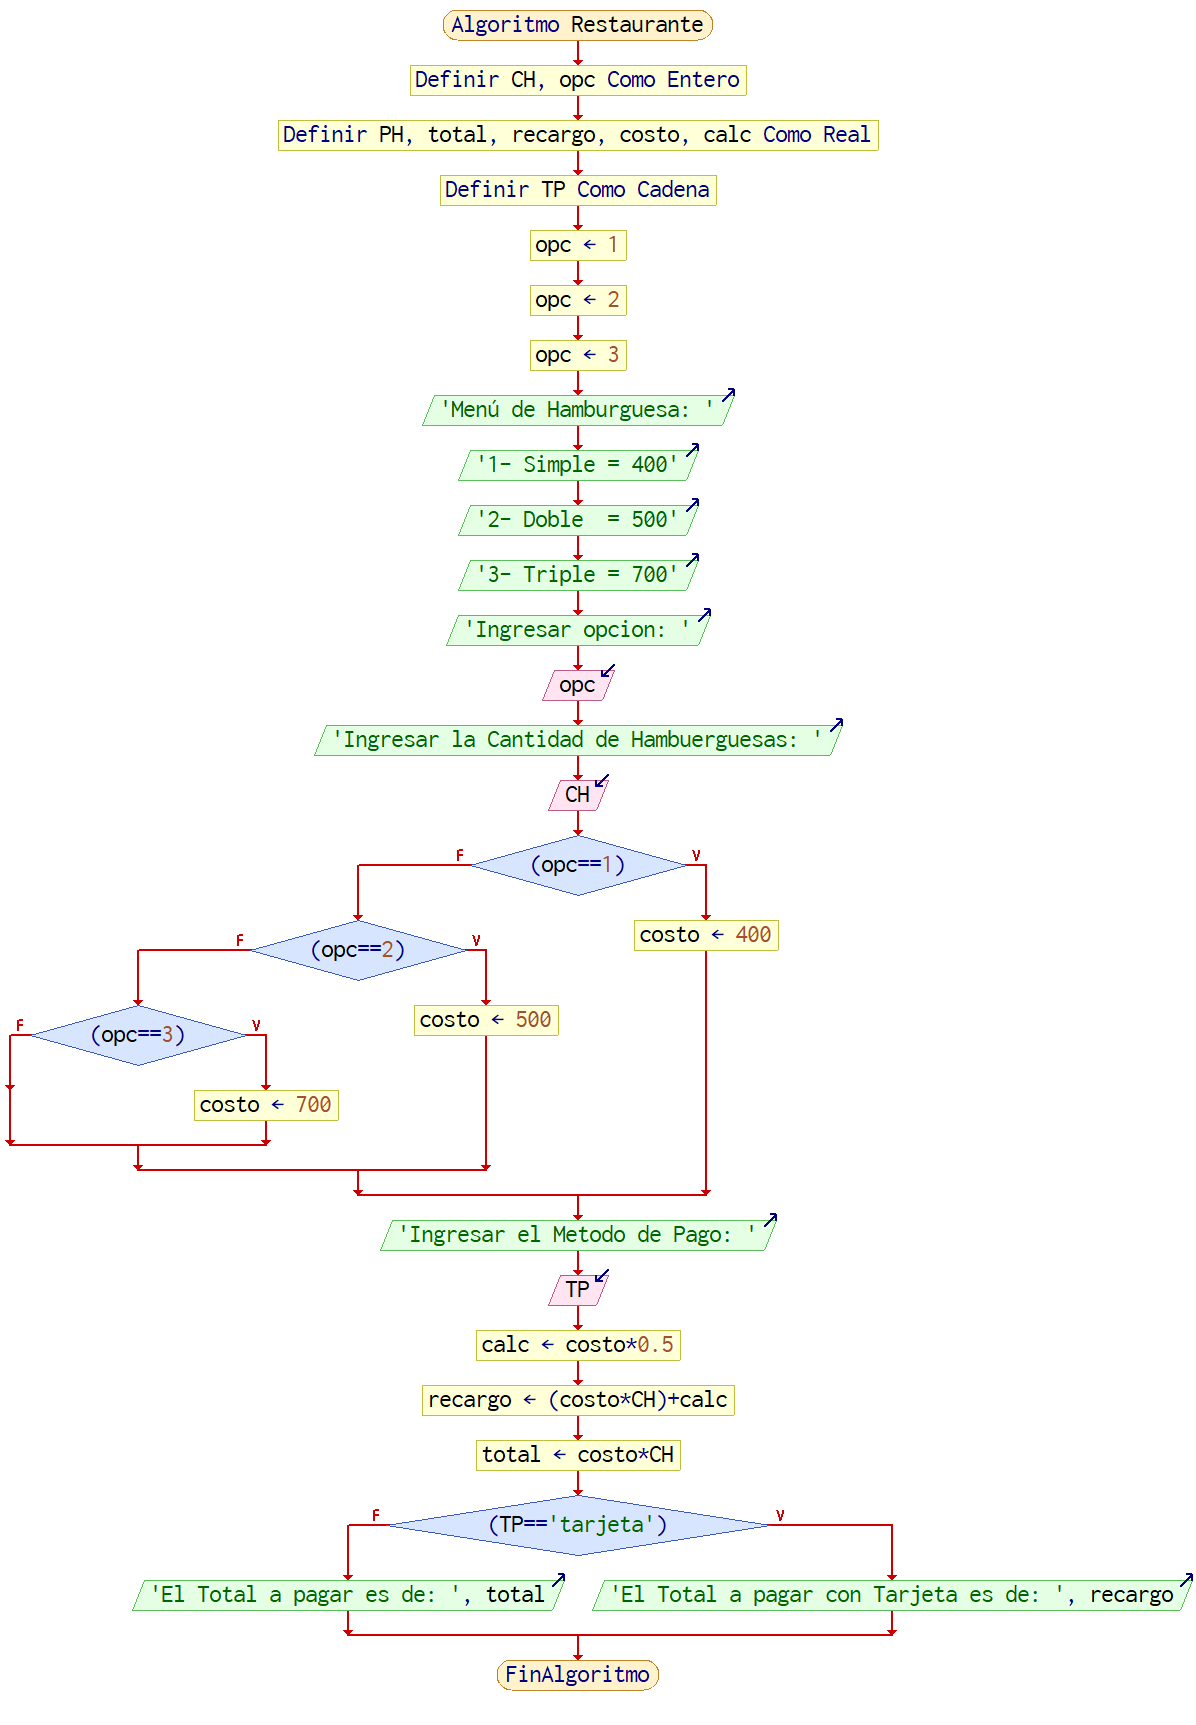 Algoritmo Restaurante
Definir CH, opc Como Entero
Definir PH, total, recargo, costo, calc Como Real
Definir TP Como Cadena
opc ← 1
opc ← 2
opc ← 3
'Menú de Hamburguesa: '
'1- Simple = 400'
'2- Doble  = 500'
'3- Triple = 700'
'Ingresar opcion: '
opc
'Ingresar la Cantidad de Hambuerguesas: '
CH
F (opc==1) V
costo ← 400
F (opc==2) V
costo ← 500
F (opc==3) V
costo ← 700
'Ingresar el Metodo de Pago: '
TP
calc ← costo*0.5
recargo ← (costo*CH)+calc
total ← costo*CH
F (TP=='tarjeta') V
'El Total a pagar es de: ', total
'El Total a pagar con Tarjeta es de: ', recargo
FinAlgoritmo